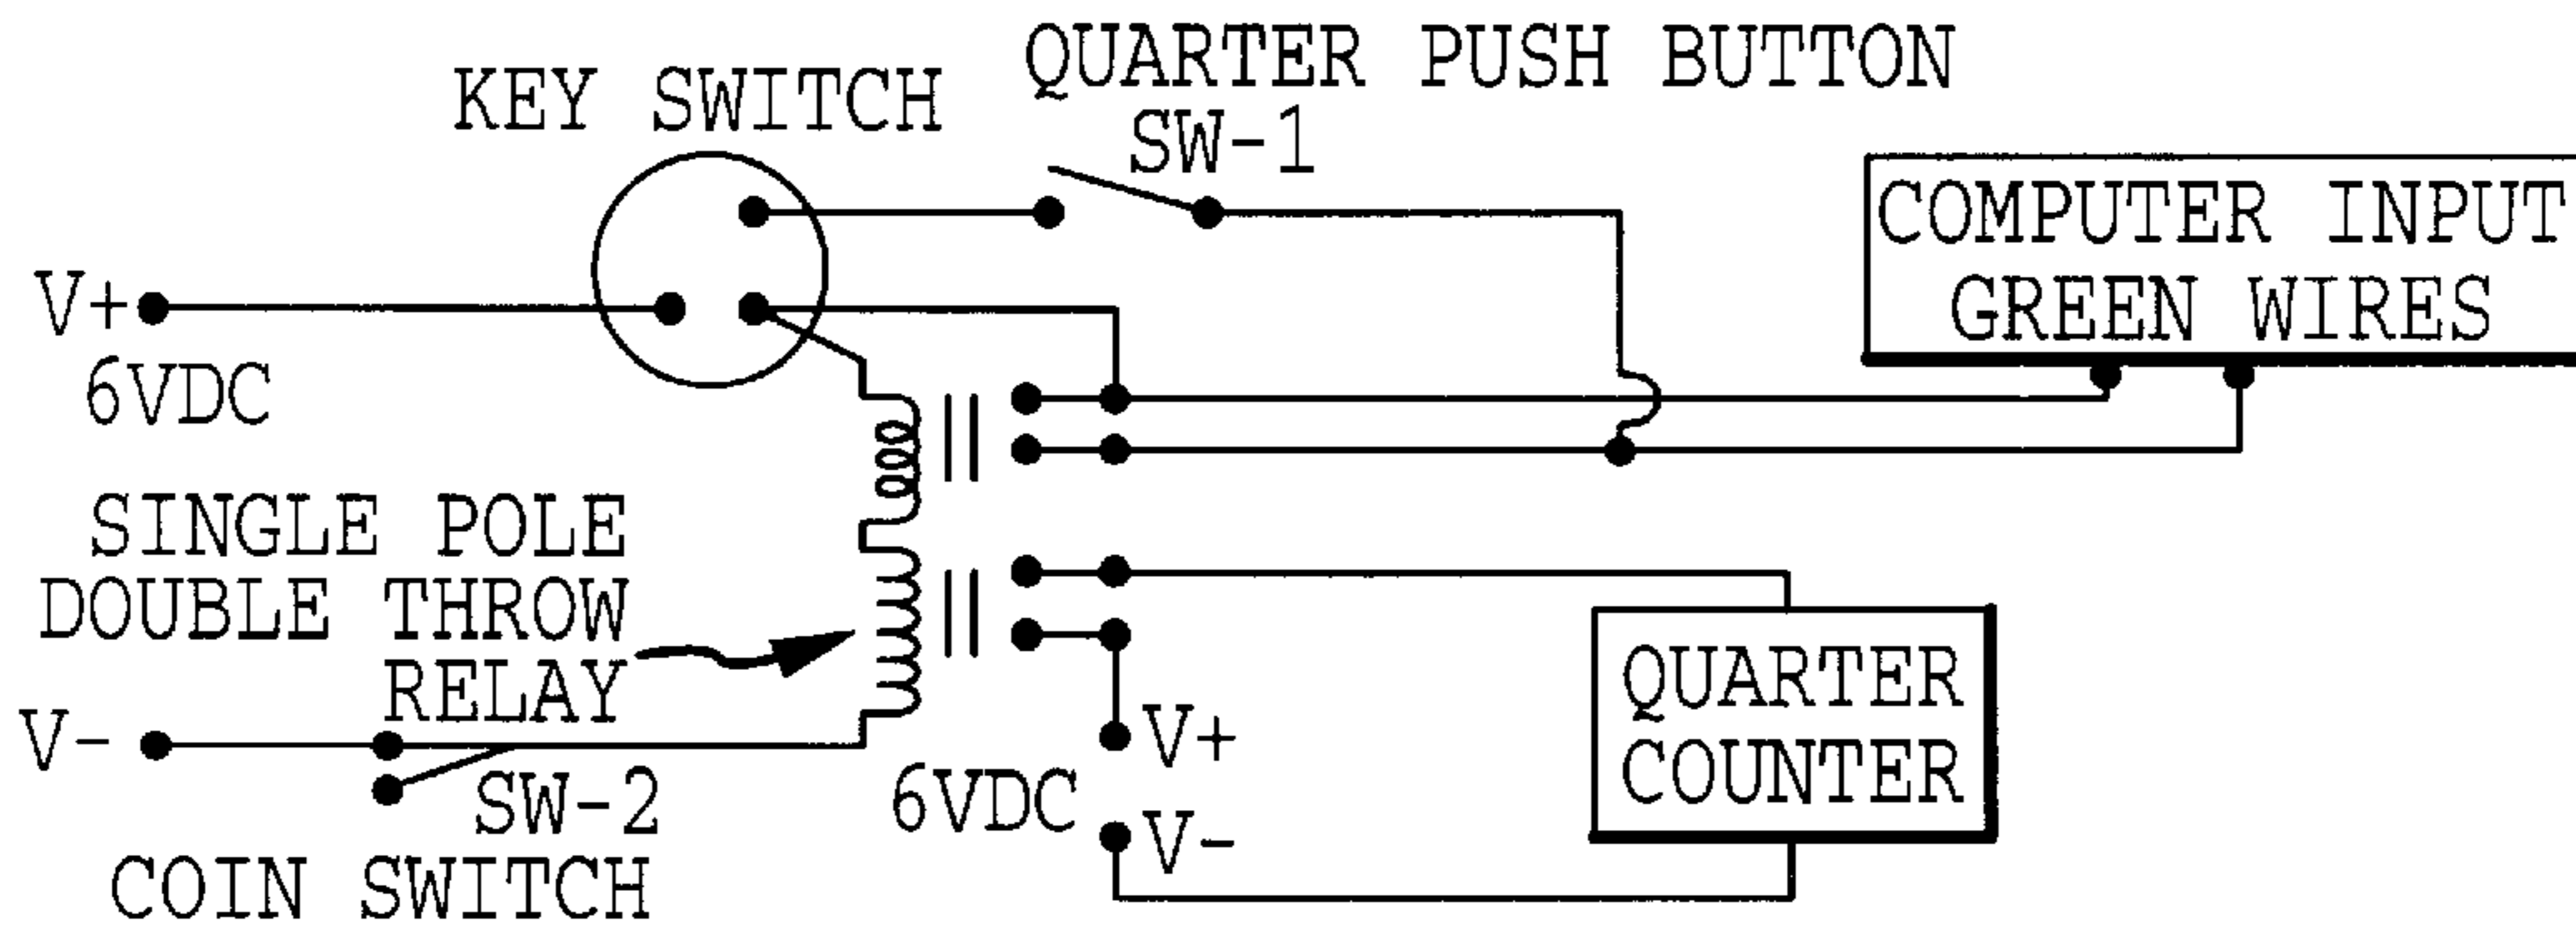 KEY SWITCH
QUARTER PUSH BUTTON
SW-1
COMPUTER INPUT
GREEN WIRES
V+
6VDC
SINGLE POLE
DOUBLE THROW
RELAY
V-
SW-2
COIN SWITCH
V+
6VDC
V-
QUARTER
COUNTER